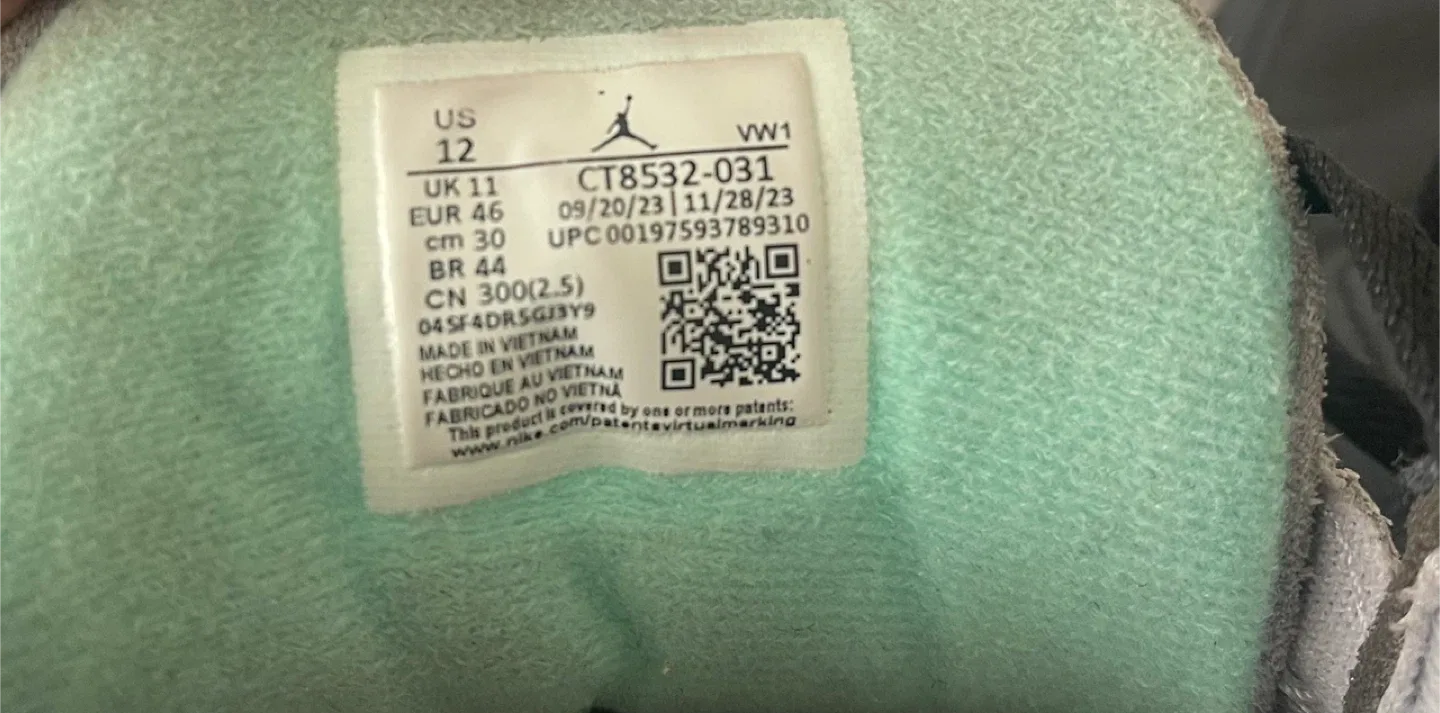 US
12
VW1
UK 11
EUR 46
cm 30
BR 44
CN 300(2.5)
04SF4DR5GJ3Y9
CT8532-031
09/20/23 | 11/28/23
UPC 00197593789310
MADE IN VIETNAM
HECHO EN VIETNAM
FABRIQUE AU VIETNAM
FABRICADO NO VIETNÃ
This product is covered by one or more patents:
www.nike.com/patentsvirtualmarking